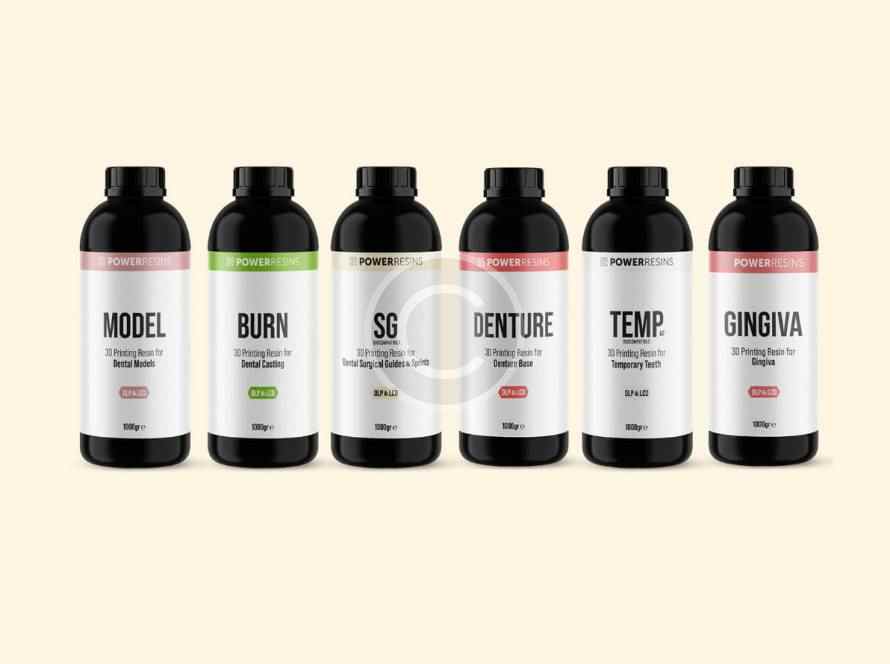 POWERRESINS
MODEL
3D Printing Resin for
Dental Models
DLP & LCD
1000gr e
POWERRESINS
BURN
3D Printing Resin for
Dental Casting
DLP & LCD
1000gr e
POWERRESINS
SG
BIOCOMPATIBLE
3D Printing Resin for
Dental Surgical Guides & Splints
DLP & LCD
1000gr e
POWERRESINS
DENTURE
3D Printing Resin for
Denture Base
DLP & LCD
1000gr e
POWERRESINS
TEMP
BIOCOMPATIBLE
3D Printing Resin for
Temporary Teeth
DLP & LCD
1000gr e
POWERRESINS
GINGIVA
3D Printing Resin for
Gingiva
DLP & LCD
1000gr e
C